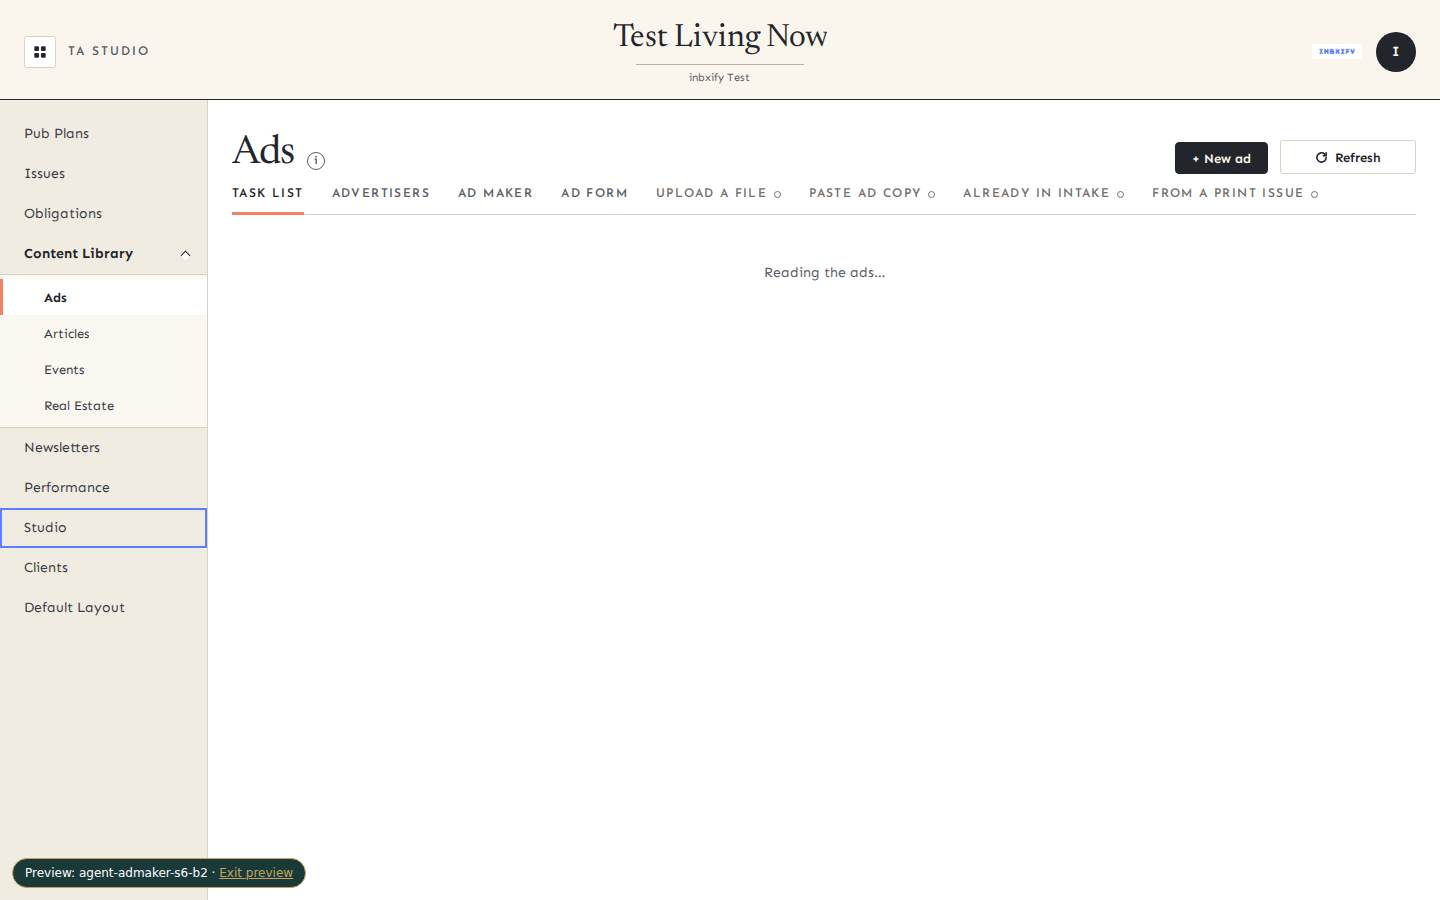 TA STUDIO
Test Living Now
inbxify Test
INBXIFY
I
Pub Plans
Issues
Obligations
Content Library
Ads
Articles
Events
Real Estate
Newsletters
Performance
Studio
Clients
Default Layout
Ads i
+ New ad
Refresh
TASK LIST ADVERTISERS AD MAKER AD FORM UPLOAD A FILE PASTE AD COPY ALREADY IN INTAKE FROM A PRINT ISSUE
Reading the ads...
Preview: agent-admaker-s6-b2 · Exit preview